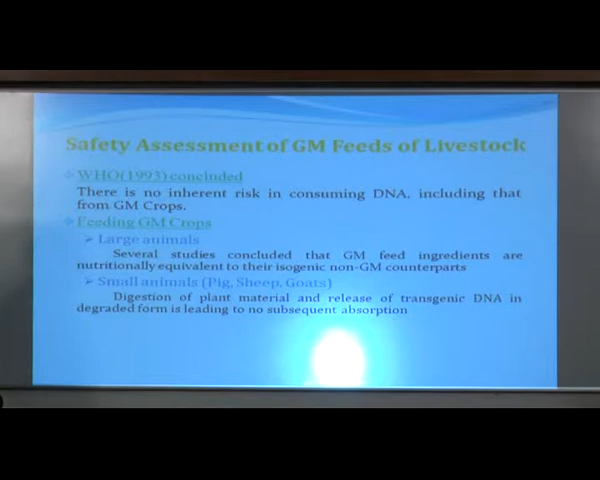 Safety Assessment of GM Feeds of Livestock
WHO(1993) concluded
There is no inherent risk in consuming DNA, including that
from GM Crops.
Feeding GM Crops
Large animals
Several studies concluded that GM feed ingredients are
nutritionally equivalent to their isogenic non-GM counterparts
Small animals (Pig, Sheep, Goats)
Digestion of plant material and release of transgenic DNA in
degraded form is leading to no subsequent absorption